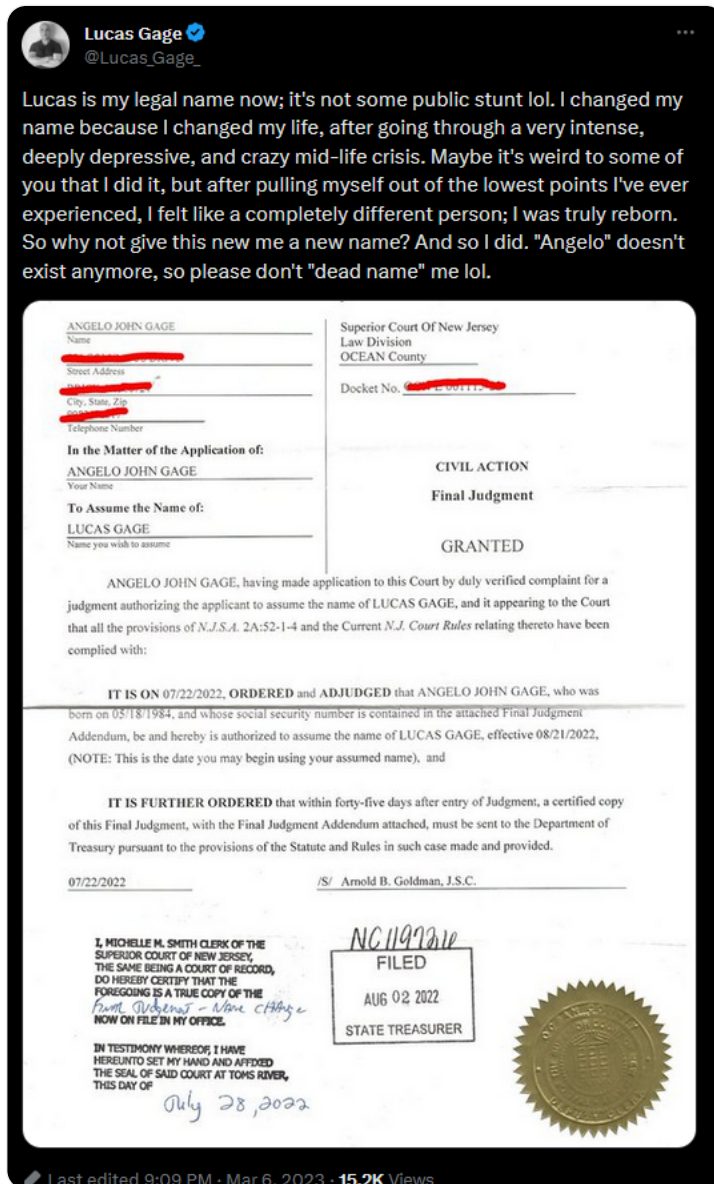 Lucas Gage
@Lucas_Gage_
Lucas is my legal name now; it's not some public stunt lol. I changed my
name because I changed my life, after going through a very intense,
deeply depressive, and crazy mid-life crisis. Maybe it's weird to some of
you that I did it, but after pulling myself out of the lowest points I've ever
experienced, I felt like a completely different person; I was truly reborn.
So why not give this new me a new name? And so I did. "Angelo" doesn't
exist anymore, so please don't "dead name" me lol.
ANGELO JOHN GAGE
Name
Street Address
City, State, Zip
Telephone Number
Superior Court Of New Jersey
Law Division
OCEAN County
Docket No.
In the Matter of the Application of:
ANGELO JOHN GAGE
Your Name
To Assume the Name of:
LUCAS GAGE
Name you wish to assume
CIVIL ACTION
Final Judgment
GRANTED
ANGELO JOHN GAGE, having made application to this Court by duly verified complaint for a
judgment authorizing the applicant to assume the name of LUCAS GAGE, and it appearing to the Court
that all the provisions of N.J.S.A. 2A:52-1-4 and the Current N.J. Court Rules relating thereto have been
complied with:
IT IS ON 07/22/2022, ORDERED and ADJUDGED that ANGELO JOHN GAGE, who was
born on 05/18/1984, and whose social security number is contained in the attached Final Judgment
Addendum, be and hereby is authorized to assume the name of LUCAS GAGE, effective 08/21/2022,
(NOTE: This is the date you may begin using your assumed name), and
IT IS FURTHER ORDERED that within forty-five days after entry of Judgment, a certified copy
of this Final Judgment, with the Final Judgment Addendum attached, must be sent to the Department of
Treasury pursuant to the provisions of the Statute and Rules in such case made and provided.
07/22/2022
/S/ Arnold B. Goldman, J.S.C.
I, MICHELLE M. SMITH CLERK OF THE
SUPERIOR COURT OF NEW JERSEY,
THE SAME BEING A COURT OF RECORD,
DO HEREBY CERTIFY THAT THE
FOREGOING IS A TRUE COPY OF THE
Final Judgment - Name Change
NOW ON FILE IN MY OFFICE.
IN TESTIMONY WHEREOF, I HAVE
HEREUNTO SET MY HAND AND AFFIXED
THE SEAL OF SAID COURT AT TOMS RIVER,
THIS DAY OF
July 28, 2022
FILED
AUG 02 2022
STATE TREASURER
Last edited 9:09 PM · Mar 6, 2023 · 15.2K Views